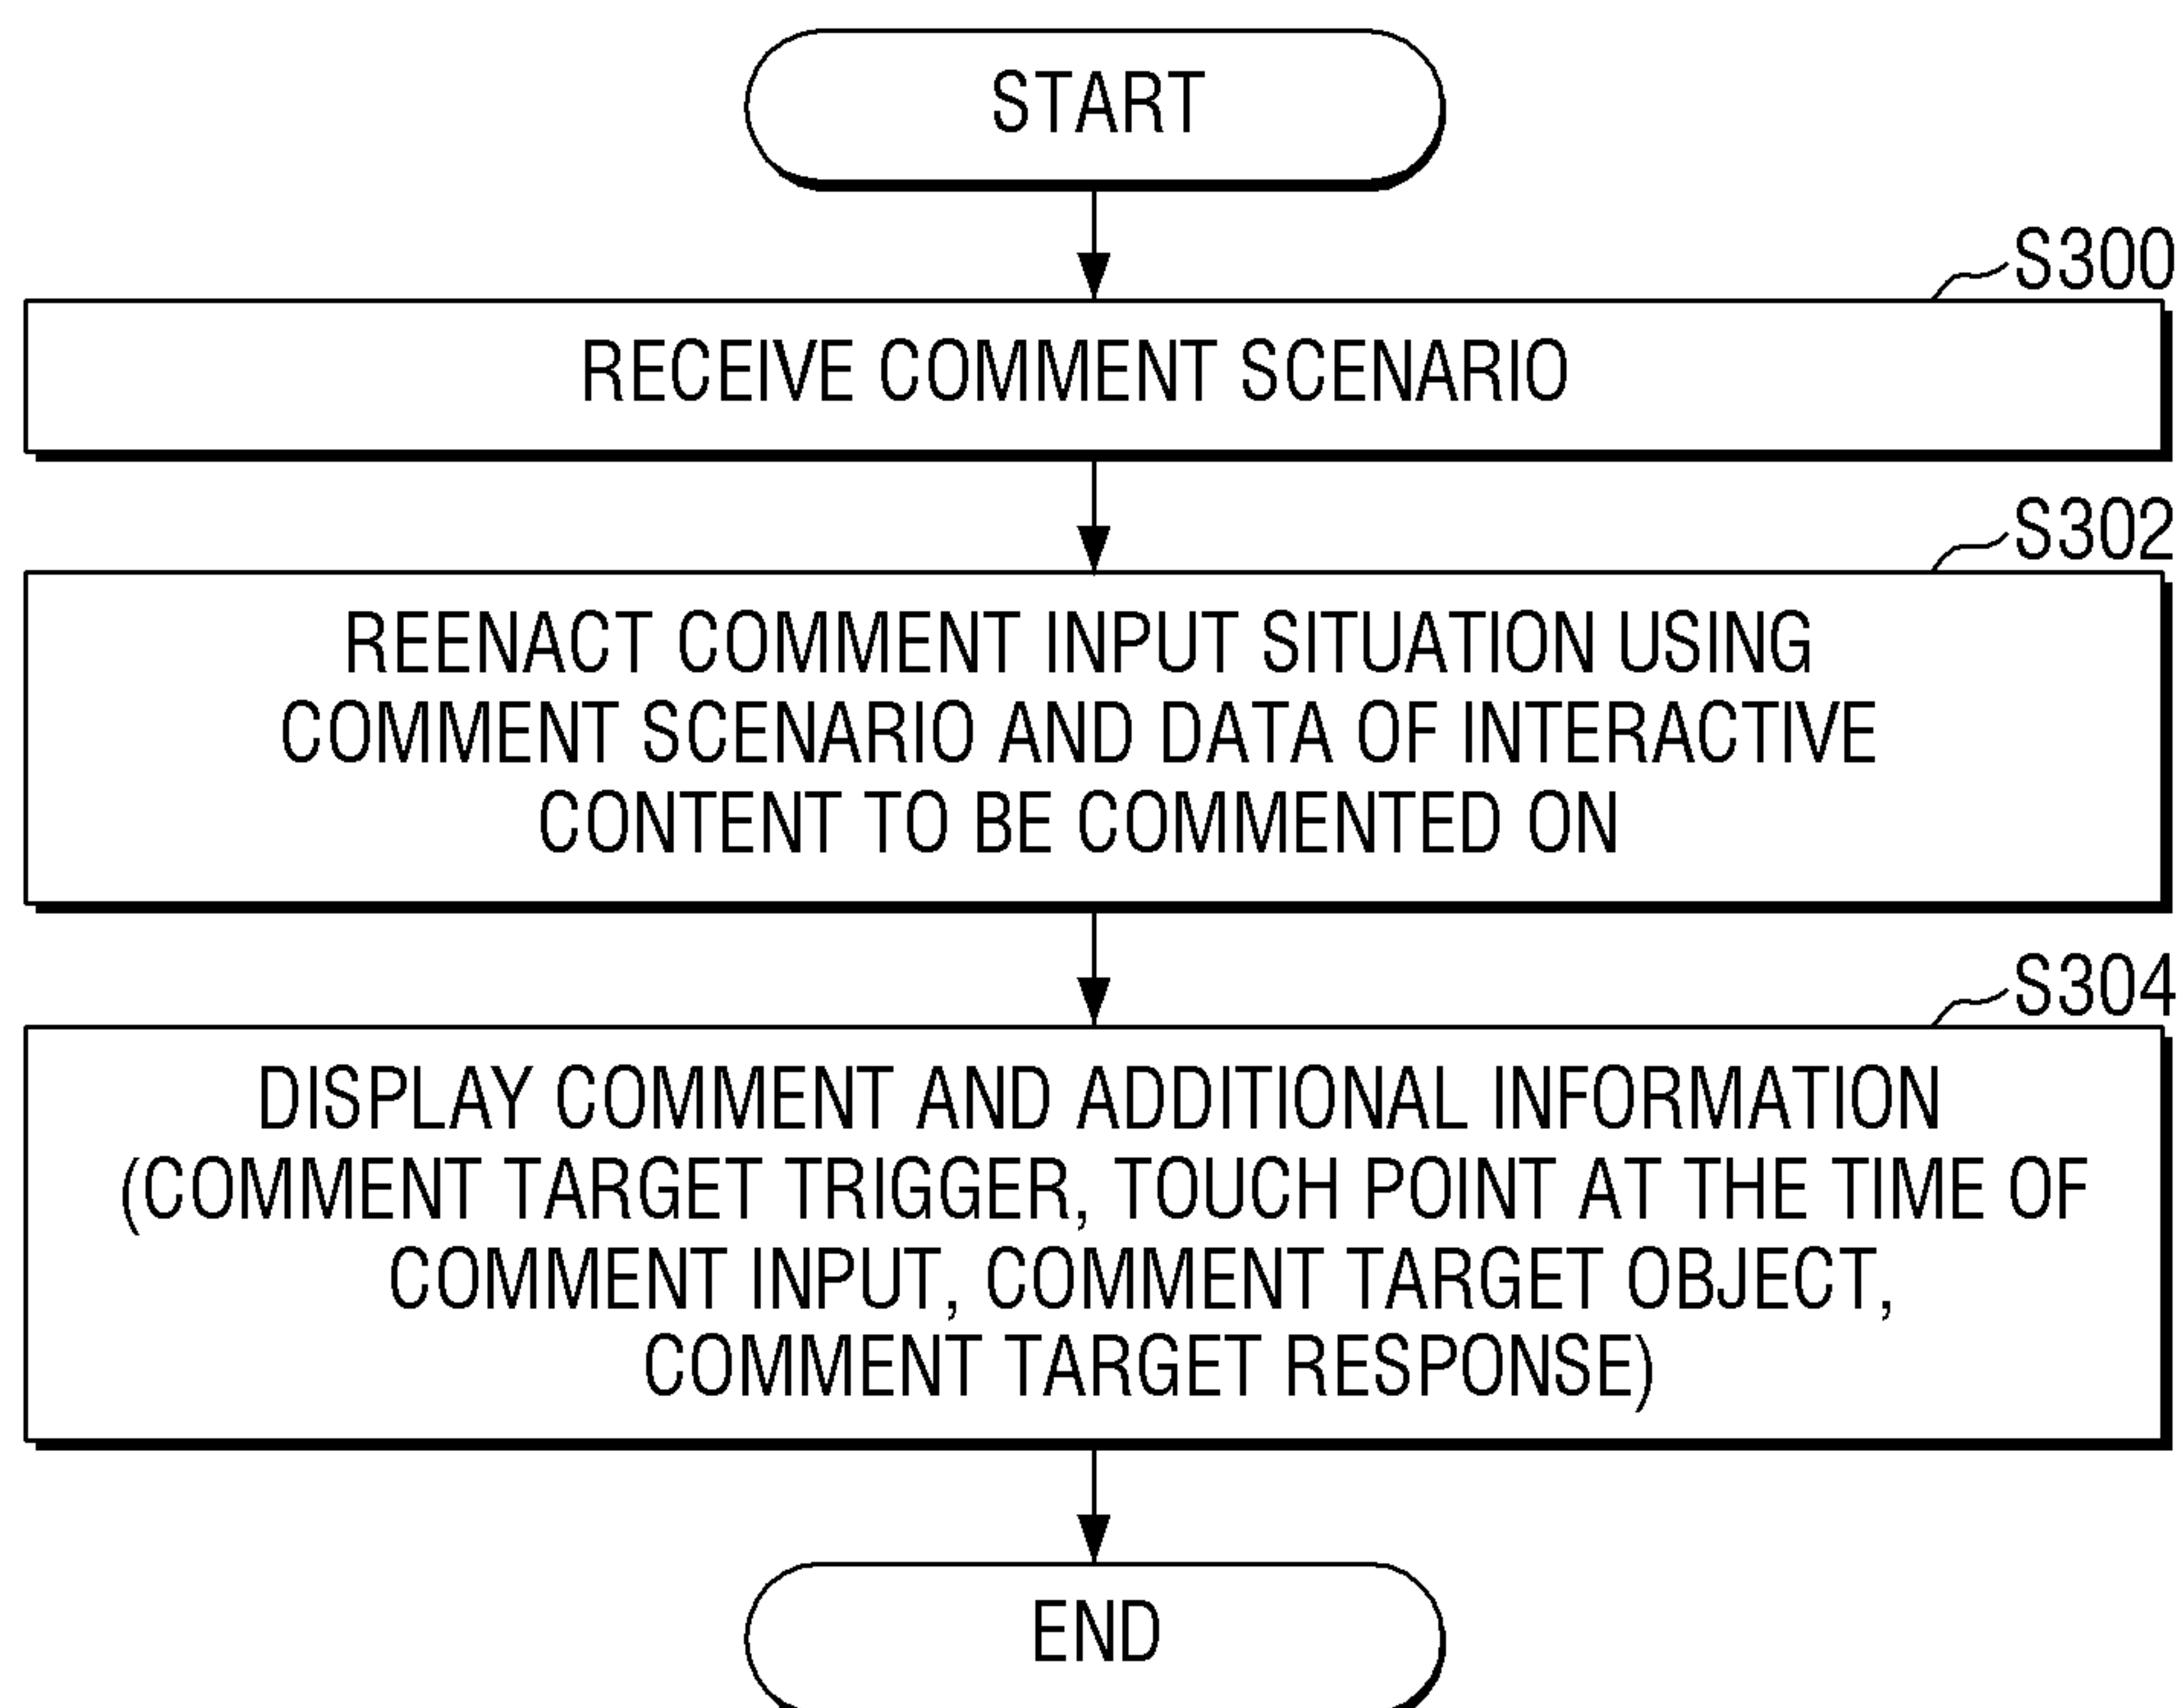 START
S300
RECEIVE COMMENT SCENARIO
S302
REENACT COMMENT INPUT SITUATION USING
COMMENT SCENARIO AND DATA OF INTERACTIVE
CONTENT TO BE COMMENTED ON
S304
DISPLAY COMMENT AND ADDITIONAL INFORMATION
(COMMENT TARGET TRIGGER, TOUCH POINT AT THE TIME OF
COMMENT INPUT, COMMENT TARGET OBJECT,
COMMENT TARGET RESPONSE)
END